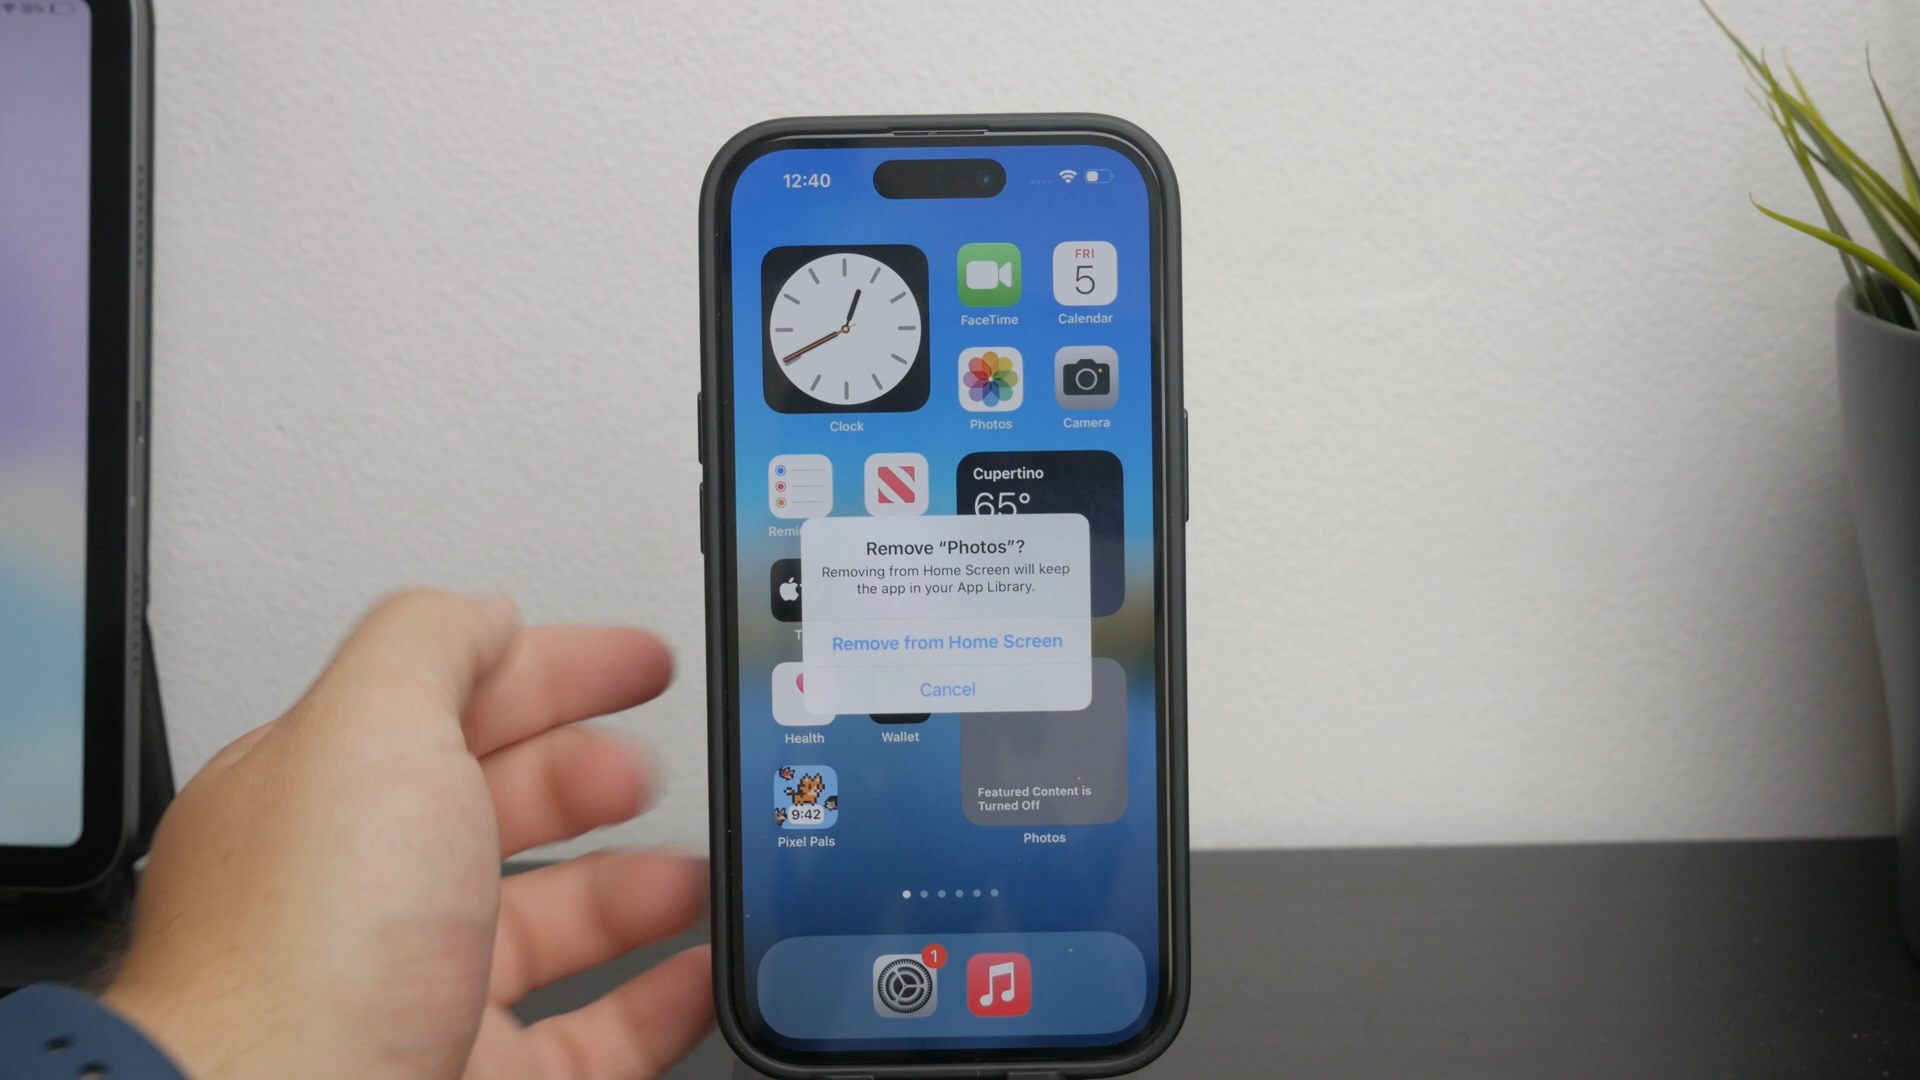 12:40
FRI
5
FaceTime
Calendar
Clock
Photos
Camera
Cupertino
65°
Remi
Remove “Photos”?
Removing from Home Screen will keep
the app in your App Library.
T
Remove from Home Screen
Cancel
Health
Wallet
Featured Content is
Turned Off
9:42
Pixel Pals
Photos
1